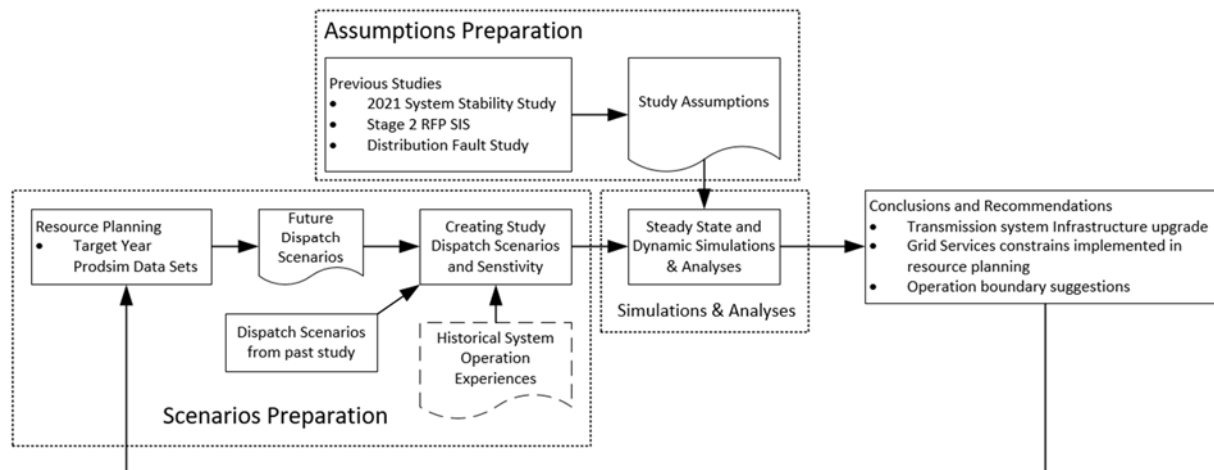 Assumptions Preparation
Previous Studies
• 2021 System Stability Study
• Stage 2 RFP SIS
• Distribution Fault Study
Study Assumptions
Resource Planning
• Target Year
Prodsim Data Sets
Future
Dispatch
Scenarios
Creating Study
Dispatch Scenarios
and Senstivity
Steady State and
Dynamic Simulations
& Analyses
Conclusions and Recommendations
• Transmission system Infrastructure upgrade
• Grid Services constrains implemented in
resource planning
• Operation boundary suggestions
Simulations & Analyses
Dispatch Scenarios
from past study
Historical System
Operation
Experiences
Scenarios Preparation